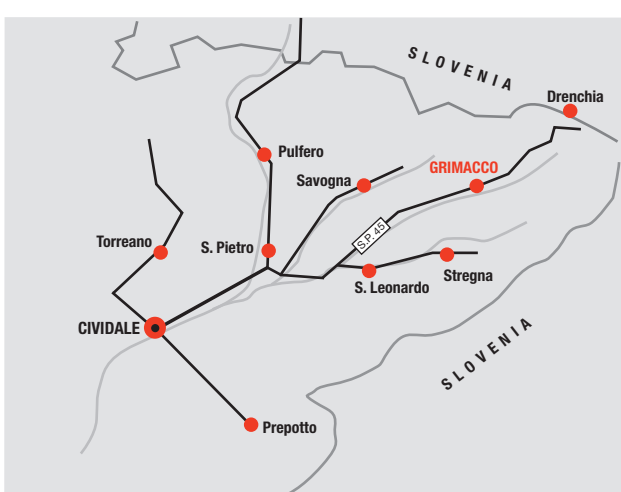 SLOVENIA
Drenchia
Pulfero
GRIMACCO
Savogna
S.P. 45
Torreano
S. Pietro
S. Leonardo
Stregna
CIVIDALE
SLOVENIA
Prepotto